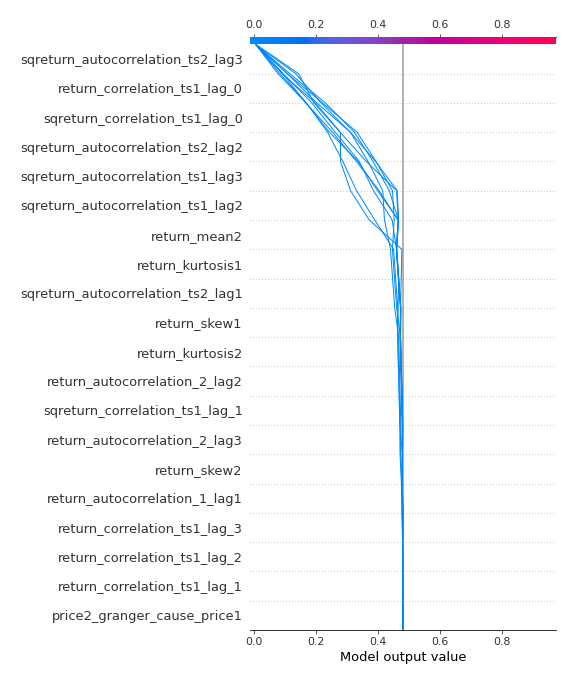 0.0 0.2 0.4 0.6 0.8
sqreturn_autocorrelation_ts2_lag3
return_correlation_ts1_lag_0
sqreturn_correlation_ts1_lag_0
sqreturn_autocorrelation_ts2_lag2
sqreturn_autocorrelation_ts1_lag3
sqreturn_autocorrelation_ts1_lag2
return_mean2
return_kurtosis1
sqreturn_autocorrelation_ts2_lag1
return_skew1
return_kurtosis2
return_autocorrelation_2_lag2
sqreturn_correlation_ts1_lag_1
return_autocorrelation_2_lag3
return_skew2
return_autocorrelation_1_lag1
return_correlation_ts1_lag_3
return_correlation_ts1_lag_2
return_correlation_ts1_lag_1
price2_granger_cause_price1
0.0 0.2 0.4 0.6 0.8
Model output value